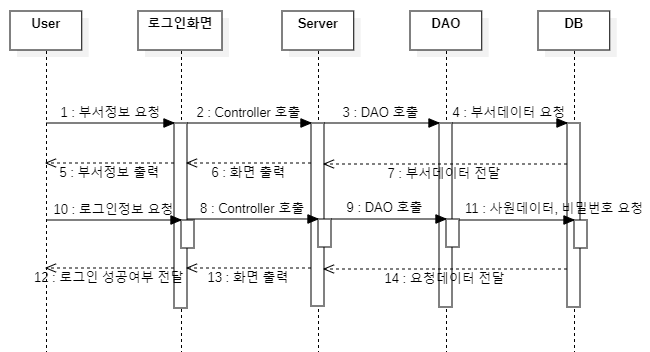 User
로그인화면
Server
DAO
DB
1 : 부서정보 요청
2 : Controller 호출
3 : DAO 호출
4 : 부서데이터 요청
5 : 부서정보 출력
6 : 화면 출력
7 : 부서데이터 전달
10 : 로그인정보 요청
8 : Controller 호출
9 : DAO 호출
11 : 사원데이터, 비밀번호 요청
12 : 로그인 성공여부 전달
13 : 화면 출력
14 : 요청데이터 전달